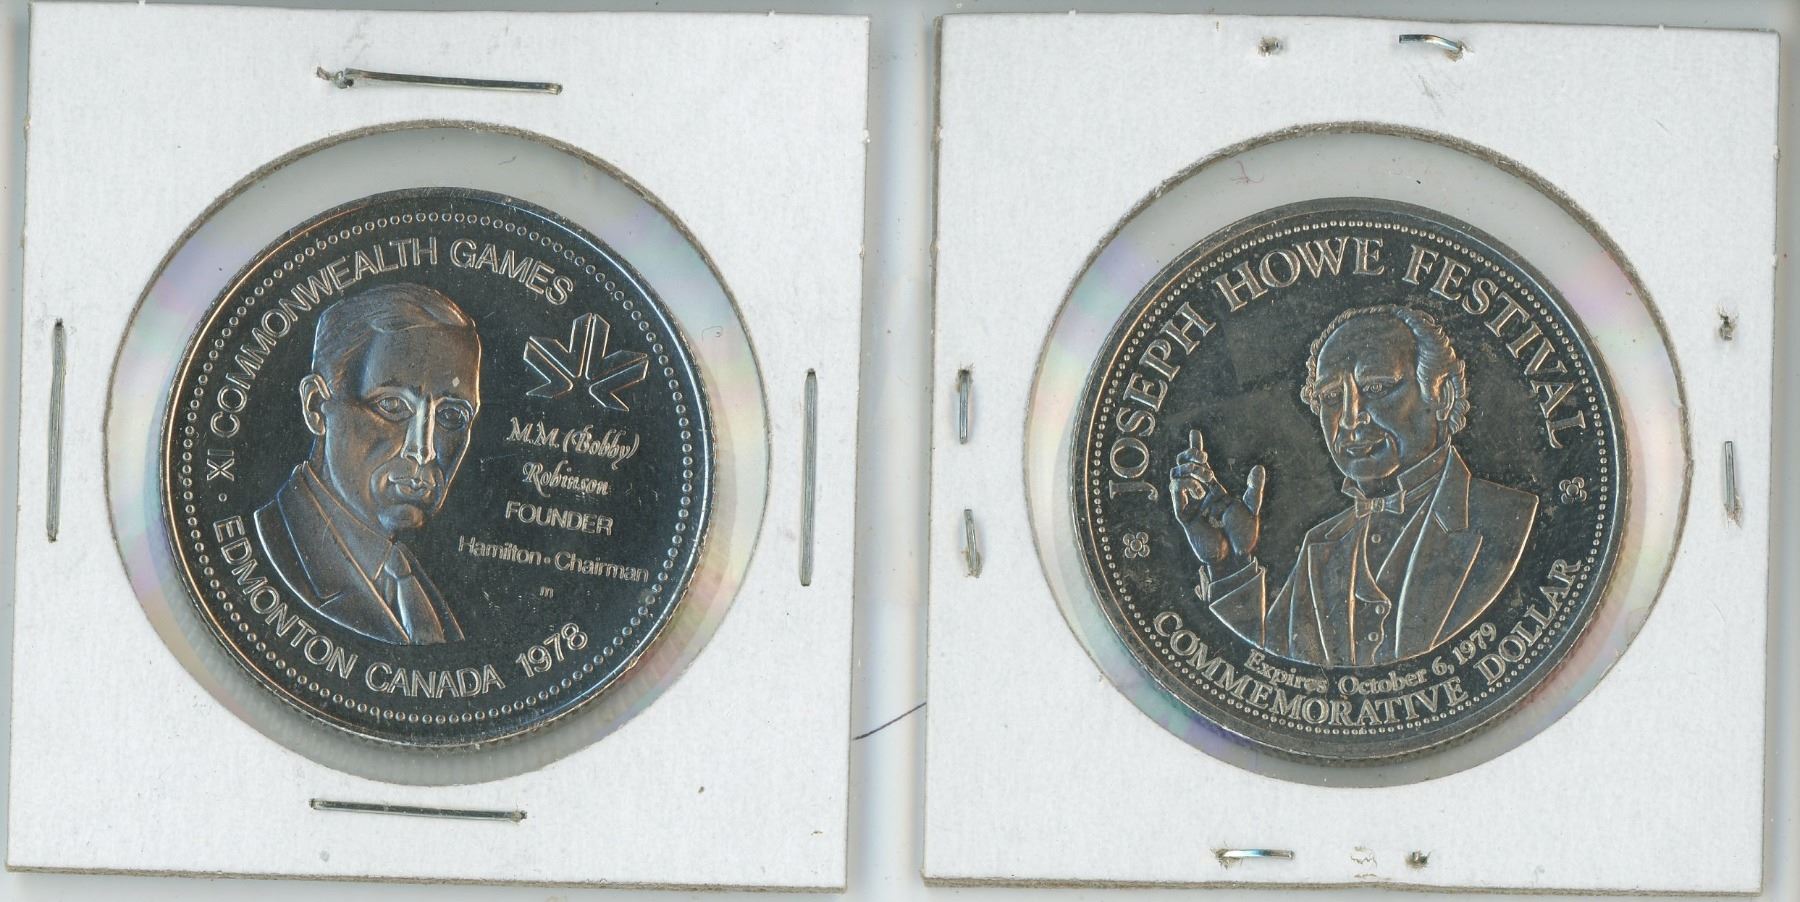 XI COMMONWEALTH GAMES
M.M. (Bobby)
Robinson
FOUNDER
Hamilton • Chairman
m
• EDMONTON CANADA 1978
JOSEPH HOWE FESTIVAL
Expires October 6, 1979
COMMEMORATIVE DOLLAR